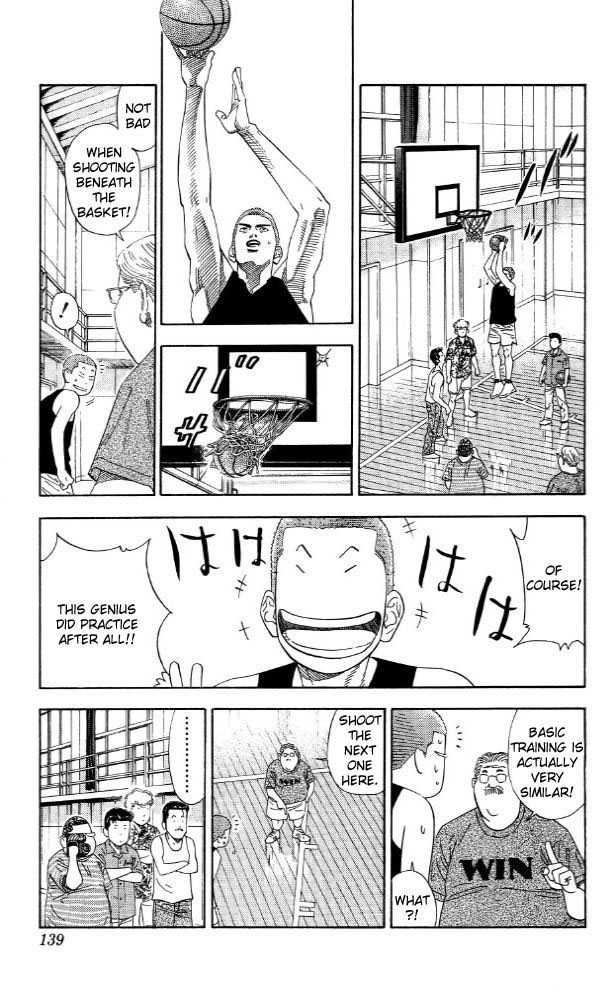 NOT
BAD
WHEN
SHOOTING
BENEATH
THE
BASKET!
!
OF
COURSE!
はは
はは
THIS GENIUS
DID PRACTICE
AFTER ALL!!
BASIC
TRAINING IS
ACTUALLY
VERY
SIMILAR!
WIN
WHAT
?!
SHOOT
THE
NEXT
ONE
HERE.
WIN
.........
139